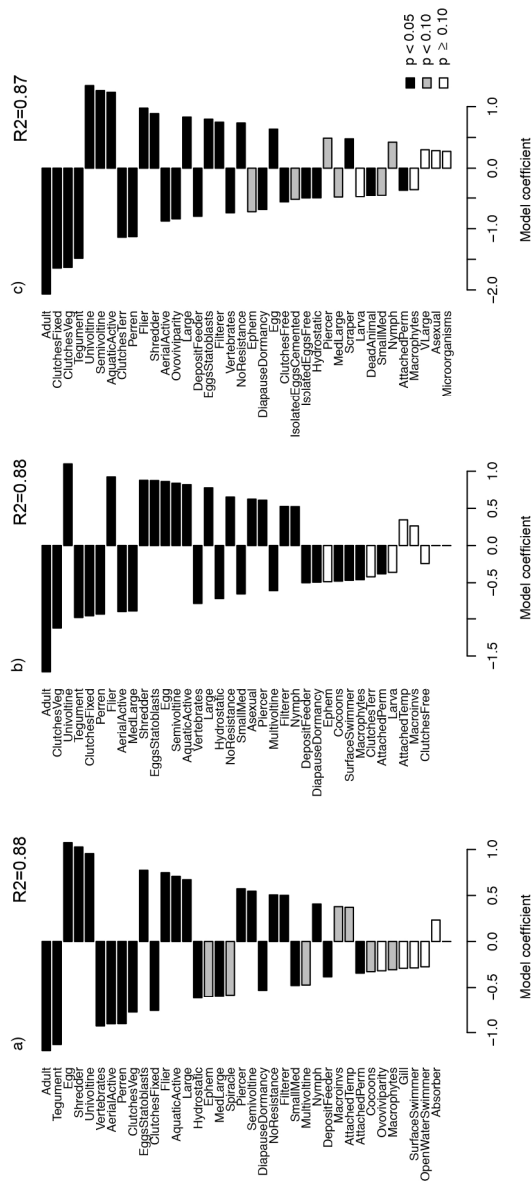 a)
R2=0.88
Adult
Tegument
Egg
Shredder
Univoltine
Vertebrates
AerialActive
Perren
ClutchesVeg
EggsStatoblasts
ClutchesFixed
Flier
AquaticActive
Large
Hydrostatic
Ephem
MedLarge
Spiracle
Piercer
Semivoltine
DiapauseDormancy
NoResistance
Filterer
SmallMed
Multivoltine
Nymph
DepositFeeder
Macroinvs
AttachedTemp
AttachedPerm
Cocoons
Ovoviviparity
Macrophytes
Gill
SurfaceSwimmer
OpenWaterSwimmer
Absorber
−1.0
−0.5
0.0
0.5
1.0
Model coefficient
b)
R2=0.88
Adult
ClutchesVeg
Univoltine
Tegument
ClutchesFixed
Perren
Flier
AerialActive
MedLarge
Shredder
EggsStatoblasts
Egg
Semivoltine
AquaticActive
Vertebrates
Large
Hydrostatic
NoResistance
SmallMed
Asexual
Piercer
Multivoltine
Filterer
Nymph
DepositFeeder
DiapauseDormancy
Ephem
Cocoons
SurfaceSwimmer
Macrophytes
ClutchesTerr
AttachedPerm
Larva
AttachedTemp
Macroinvs
ClutchesFree
−1.5
−0.5
0.0
0.5
1.0
Model coefficient
c)
R2=0.87
Adult
ClutchesFixed
ClutchesVeg
Tegument
Univoltine
Semivoltine
AquaticActive
ClutchesTerr
Perren
Flier
Shredder
AerialActive
Ovoviviparity
Large
DepositFeeder
EggsStatoblasts
Filterer
Vertebrates
NoResistance
Ephem
DiapauseDormancy
Egg
ClutchesFree
IsolatedEggsCemented
IsolatedEggsFree
Hydrostatic
Piercer
MedLarge
Scraper
Larva
DeadAnimal
SmallMed
Nymph
AttachedPerm
Macrophytes
VLarge
Asexual
Microorganisms
−2.0
−1.0
0.0
0.5
1.0
Model coefficient
p < 0.05
p < 0.10
p ≥ 0.10